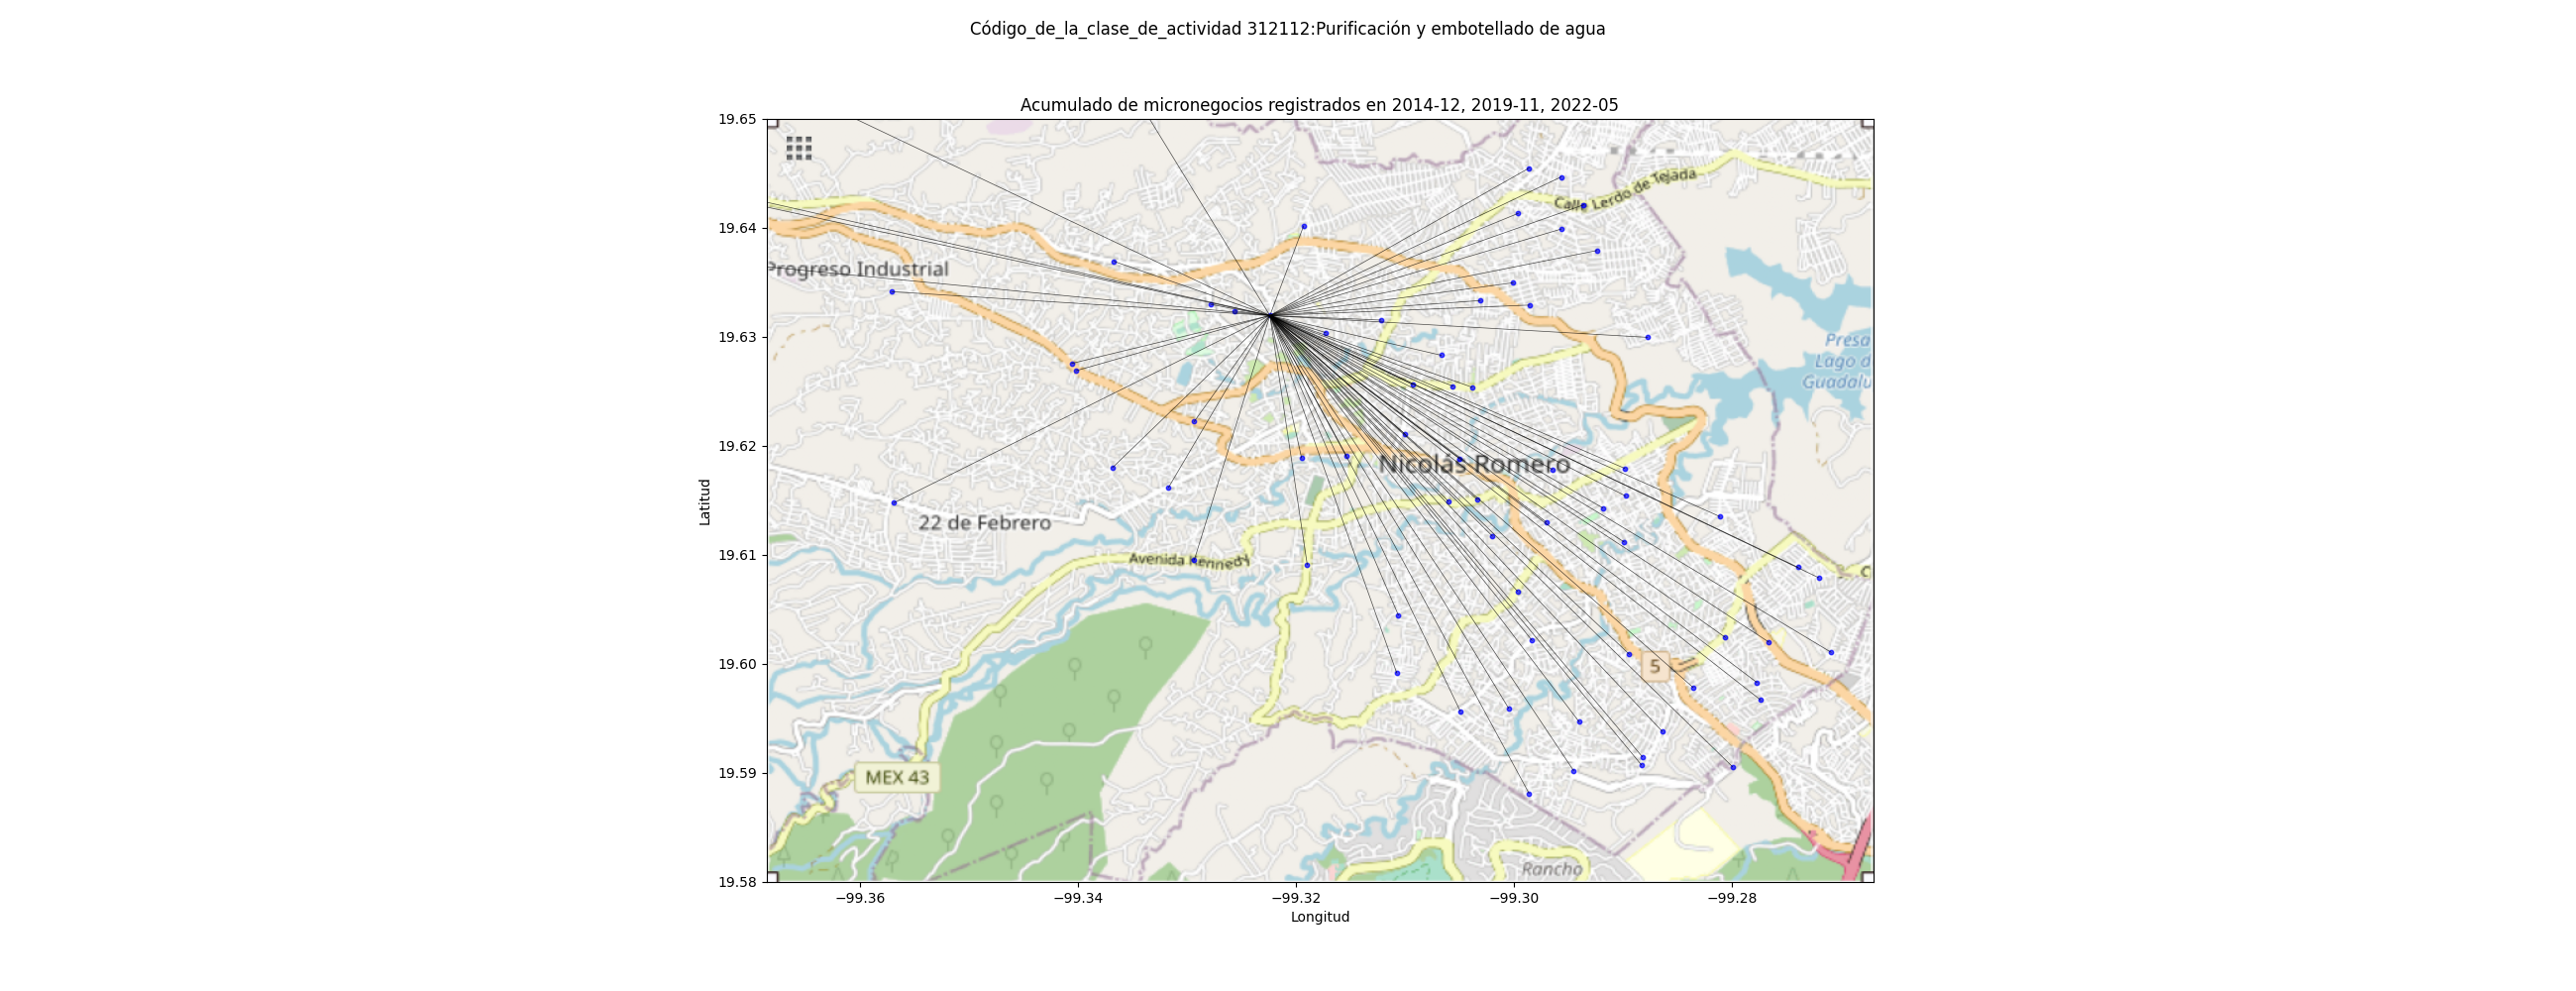 Código_de_la_clase_de_actividad 312112:Purificación y embotellado de agua
Acumulado de micronegocios registrados en 2014-12, 2019-11, 2022-05
19.65
19.64
19.63
19.62
19.61
19.60
19.59
19.58
Latitud
Calle Lerdo de Tejada
Progreso Industrial
Presa
Lago d
Guadalu
Nicolás Romero
22 de Febrero
Avenida Kennedy
C
5
MEX 43
Rancho
−99.36
−99.34
−99.32
−99.30
−99.28
Longitud